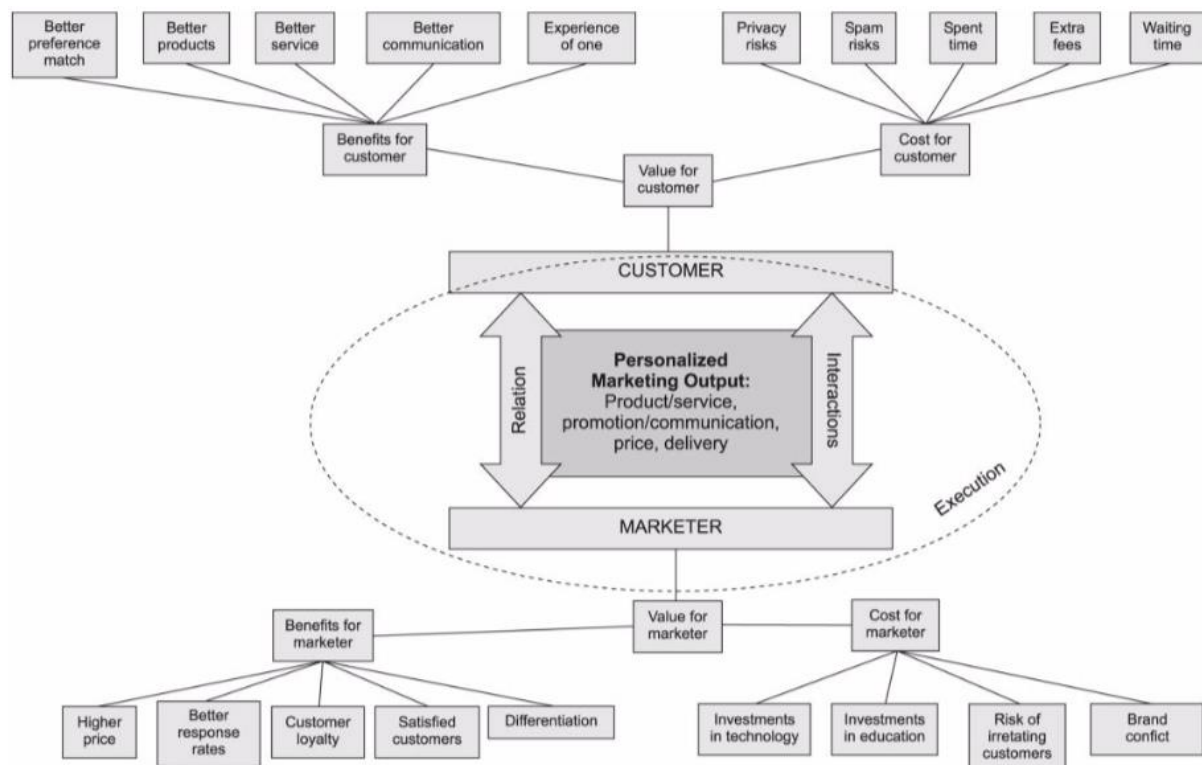 Better
preference
match
Better
products
Better
service
Better
communication
Experience
of one
Privacy
risks
Spam
risks
Spent
time
Extra
fees
Waiting
time
Benefits for
customer
Cost for
customer
Value for
customer
CUSTOMER
Relation
Personalized
Marketing Output:
Product/service,
promotion/communication,
price, delivery
Interactions
Execution
MARKETER
Benefits for
marketer
Value for
marketer
Cost for
marketer
Higher
price
Better
response
rates
Customer
loyalty
Satisfied
customers
Differentiation
Investments
in technology
Investments
in education
Risk of
irretating
customers
Brand
confict